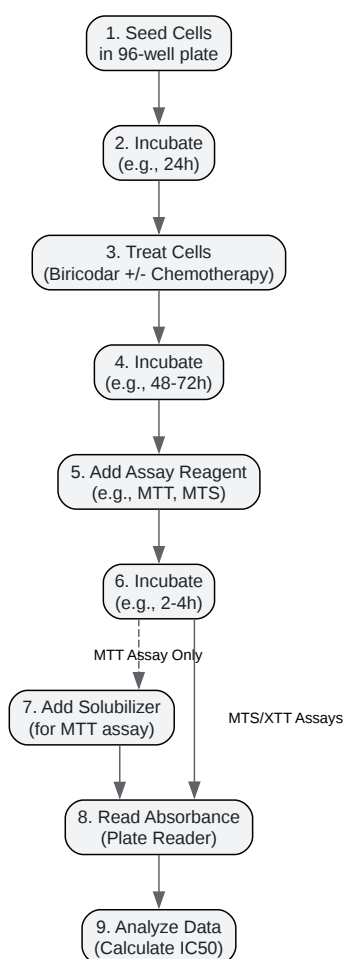 1. Seed Cells
in 96-well plate
2. Incubate
(e.g., 24h)
3. Treat Cells
(Biricodar +/- Chemotherapy)
4. Incubate
(e.g., 48-72h)
5. Add Assay Reagent
(e.g., MTT, MTS)
6. Incubate
(e.g., 2-4h)
MTT Assay Only
7. Add Solubilizer
(for MTT assay)
MTS/XTT Assays
8. Read Absorbance
(Plate Reader)
9. Analyze Data
(Calculate IC50)